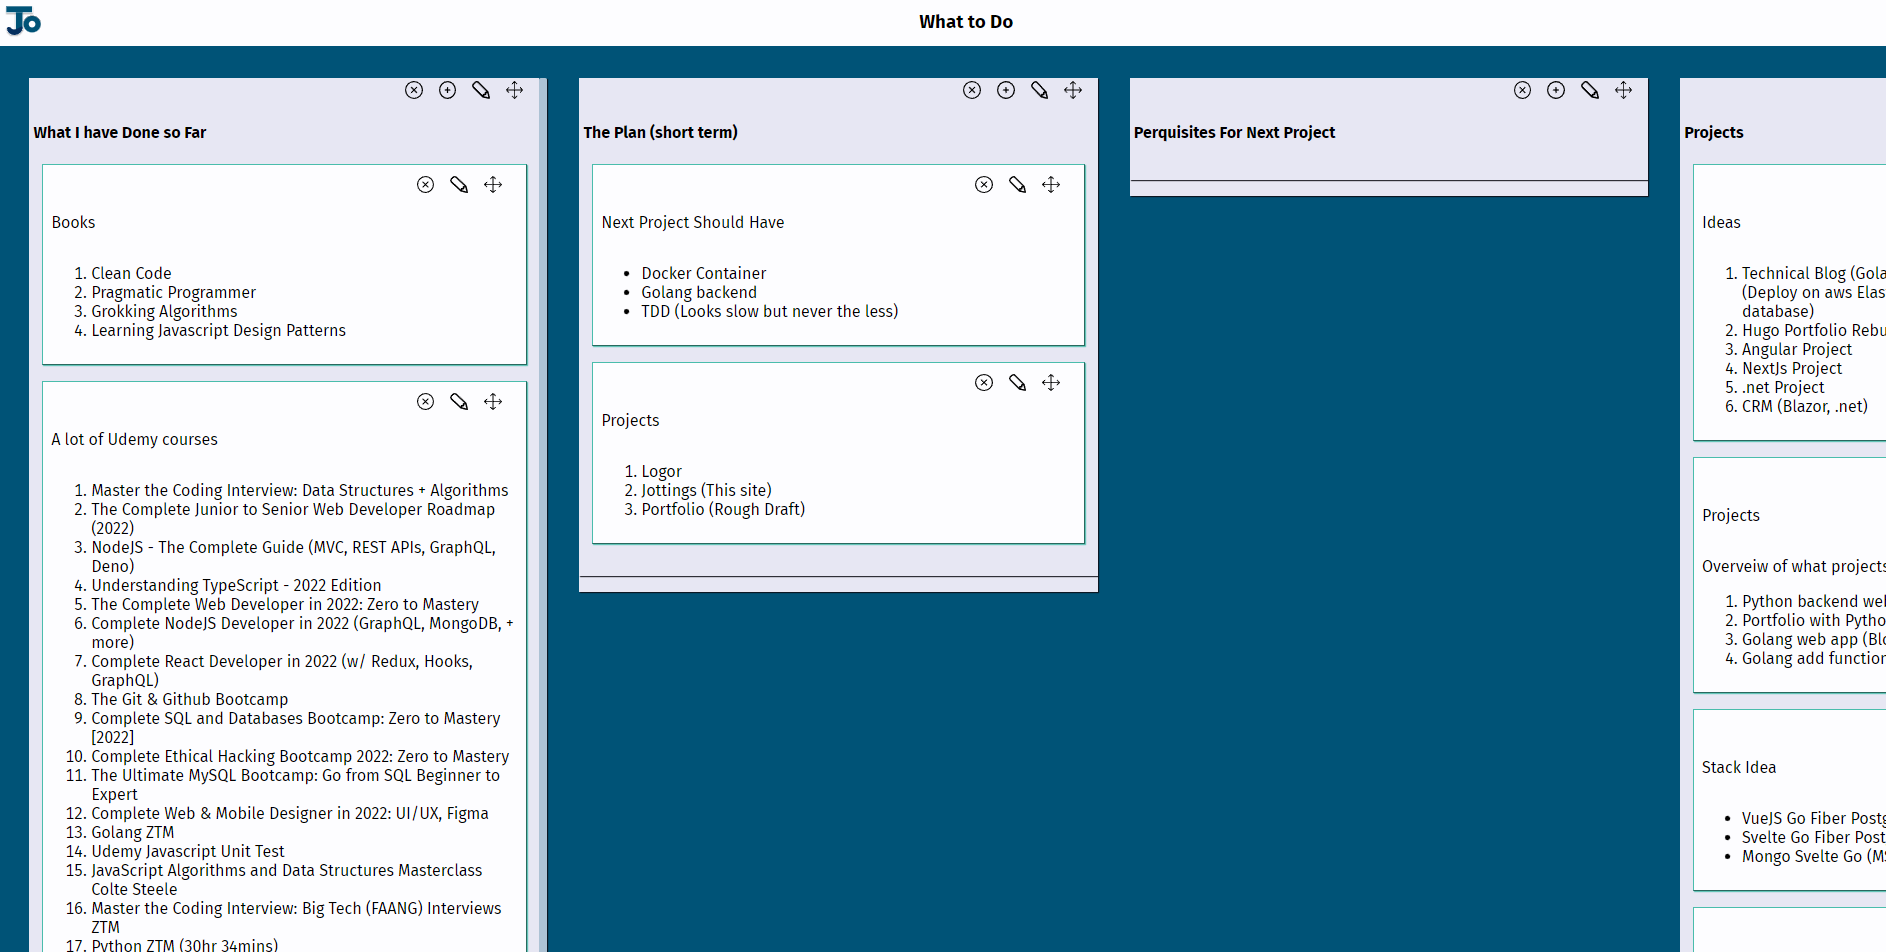 Jo
What to Do
What I have Done so Far
Books
1. Clean Code
2. Pragmatic Programmer
3. Grokking Algorithms
4. Learning Javascript Design Patterns
A lot of Udemy courses
1. Master the Coding Interview: Data Structures + Algorithms
2. The Complete Junior to Senior Web Developer Roadmap
(2022)
3. NodeJS - The Complete Guide (MVC, REST APIs, GraphQL,
Deno)
4. Understanding TypeScript - 2022 Edition
5. The Complete Web Developer in 2022: Zero to Mastery
6. Complete NodeJS Developer in 2022 (GraphQL, MongoDB, +
more)
7. Complete React Developer in 2022 (w/ Redux, Hooks,
GraphQL)
8. The Git & Github Bootcamp
9. Complete SQL and Databases Bootcamp: Zero to Mastery
[2022]
10. Complete Ethical Hacking Bootcamp 2022: Zero to Mastery
11. The Ultimate MySQL Bootcamp: Go from SQL Beginner to
Expert
12. Complete Web & Mobile Designer in 2022: UI/UX, Figma
13. Golang ZTM
14. Udemy Javascript Unit Test
15. JavaScript Algorithms and Data Structures Masterclass
Colte Steele
16. Master the Coding Interview: Big Tech (FAANG) Interviews
ZTM
17. Python ZTM (30hr 34mins)
The Plan (short term)
Next Project Should Have
• Docker Container
• Golang backend
• TDD (Looks slow but never the less)
Projects
1. Logor
2. Jottings (This site)
3. Portfolio (Rough Draft)
Perquisites For Next Project
Projects
Ideas
1. Technical Blog (Gola
(Deploy on aws Elas
database)
2. Hugo Portfolio Rebu
3. Angular Project
4. NextJs Project
5. .net Project
6. CRM (Blazor, .net)
Projects
Overveiw of what projects
1. Python backend we
2. Portfolio with Pytho
3. Golang web app (Blo
4. Golang add function
Stack Idea
• VueJS Go Fiber Postg
• Svelte Go Fiber Post
• Mongo Svelte Go (M